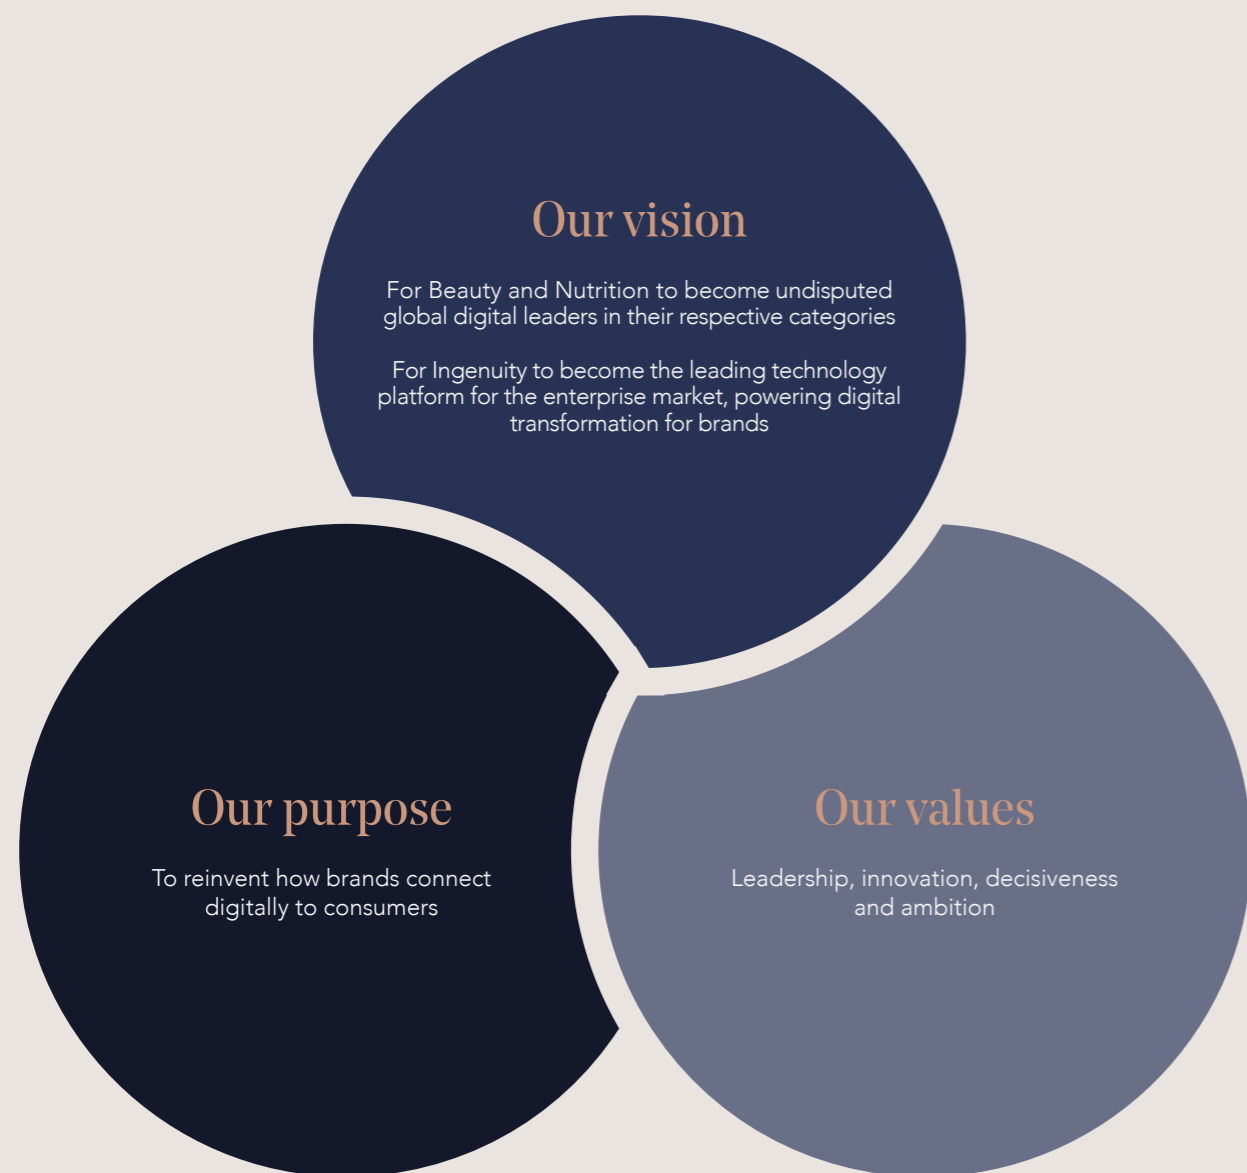 Our vision
For Beauty and Nutrition to become undisputed
global digital leaders in their respective categories
For Ingenuity to become the leading technology
platform for the enterprise market, powering digital
transformation for brands
Our purpose
To reinvent how brands connect
digitally to consumers
Our values
Leadership, innovation, decisiveness
and ambition